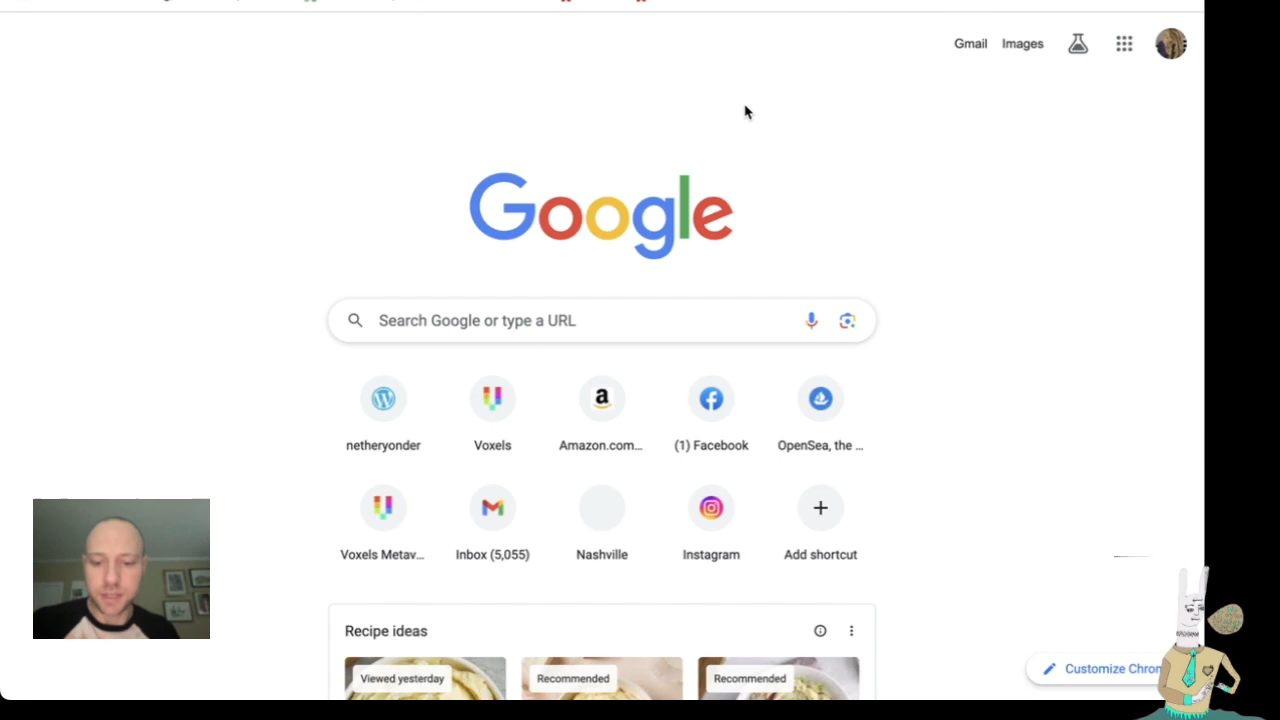 Gmail Images
Google
Search Google or type a URL
netheryonder
Voxels
Amazon.com...
(1) Facebook
OpenSea, the ...
Voxels Metav...
Inbox (5,055)
Nashville
Instagram
Add shortcut
Recipe ideas
Viewed yesterday
Recommended
Recommended
Customize Chrom